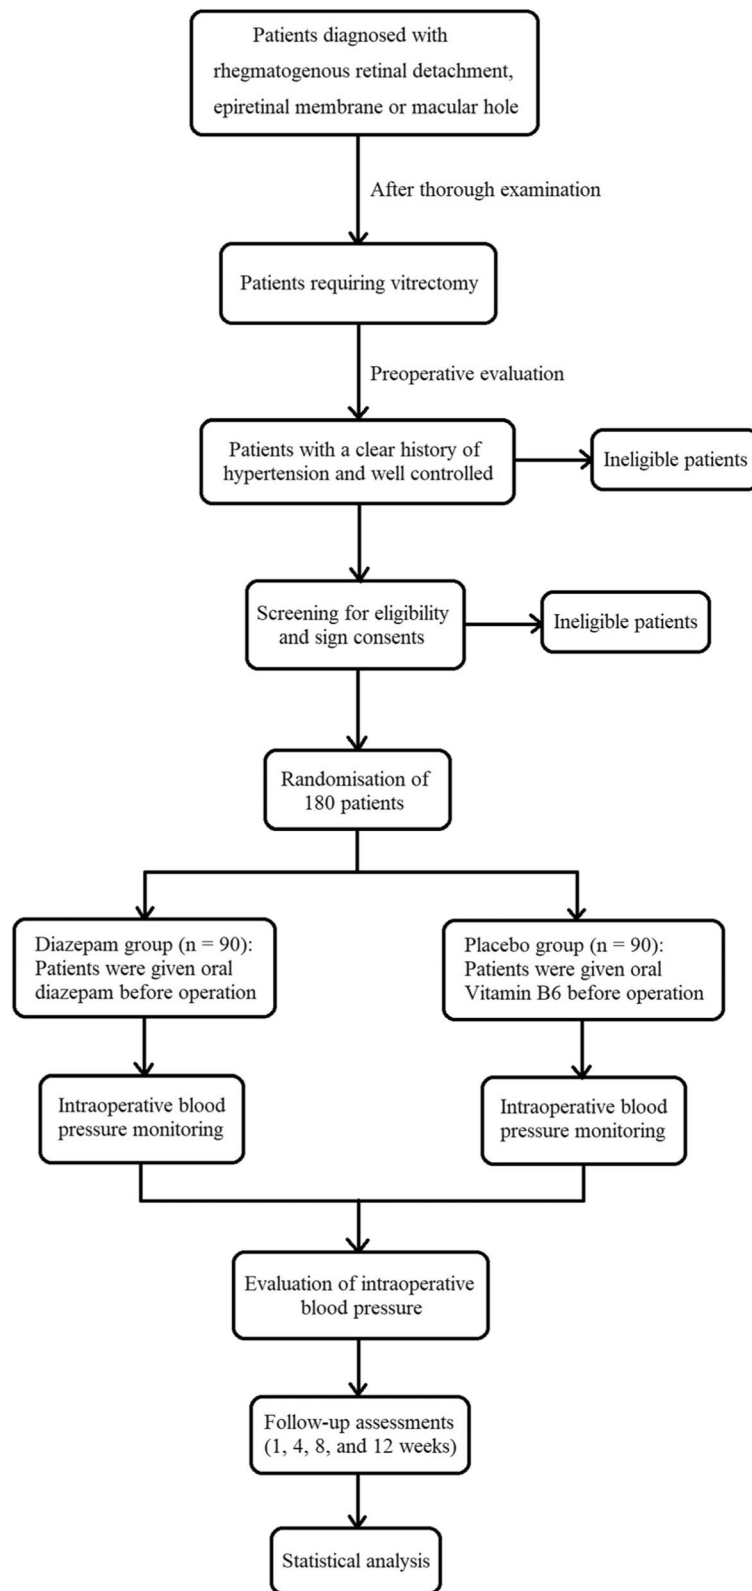 Patients diagnosed with
rhegmatogenous retinal detachment,
epiretinal membrane or macular hole
After thorough examination
Patients requiring vitrectomy
Preoperative evaluation
Patients with a clear history of
hypertension and well controlled
Ineligible patients
Screening for eligibility
and sign consents
Ineligible patients
Randomisation of
180 patients
Diazepam group (n = 90):
Patients were given oral
diazepam before operation
Placebo group (n = 90):
Patients were given oral
Vitamin B6 before operation
Intraoperative blood
pressure monitoring
Intraoperative blood
pressure monitoring
Evaluation of intraoperative
blood pressure
Follow-up assessments
(1, 4, 8, and 12 weeks)
Statistical analysis